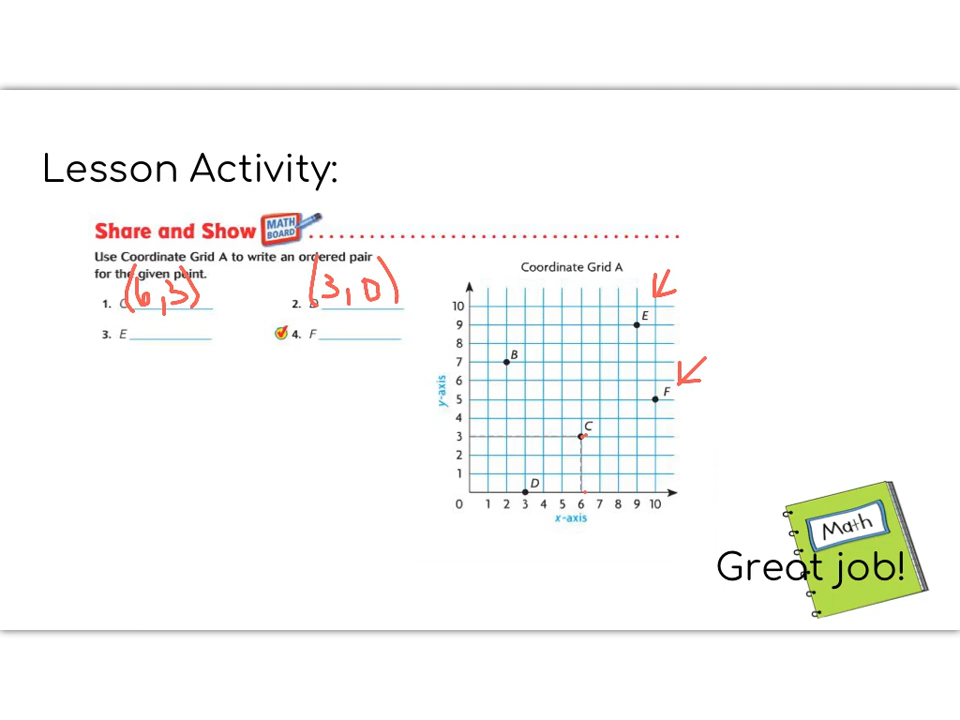 Lesson Activity:
Share and Show MATH BOARD
Use Coordinate Grid A to write an ordered pair
for the given point.
1. C (6,3)
2. D (3,0)
3. E
4. F
Coordinate Grid A
10
9
8
7
6
5
4
3
2
1
0 1 2 3 4 5 6 7 8 9 10
y-axis
x-axis
E
B
F
C
D
Math
Great job!